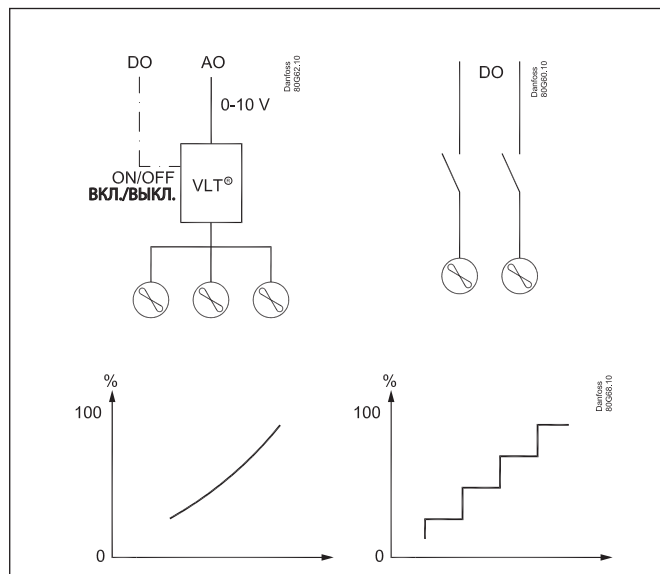 DO AO
Danfoss
80G62.10
0-10 V
ON/OFF
ВКЛ./ВЫКЛ.
VLT®
DO
Danfoss
80G60.10
%
100
0
%
100
0
Danfoss
80G68.10